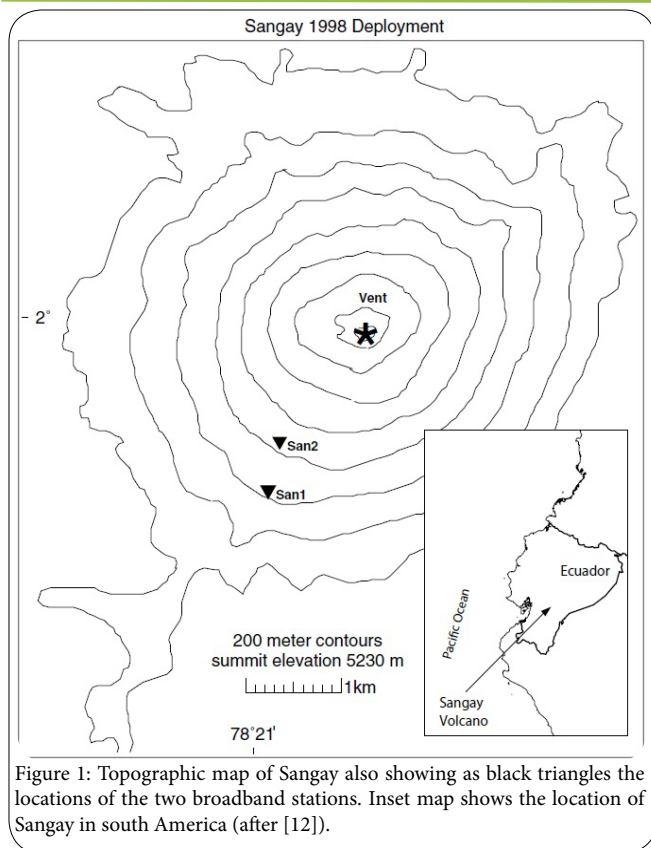 Sangay 1998 Deployment
Vent
2°
San2
San1
Ecuador
Pacific Ocean
200 meter contours
summit elevation 5230 m
1km
Sangay
Volcano
78°21'
Figure 1: Topographic map of Sangay also showing as black triangles the
locations of the two broadband stations. Inset map shows the location of
Sangay in south America (after [12]).